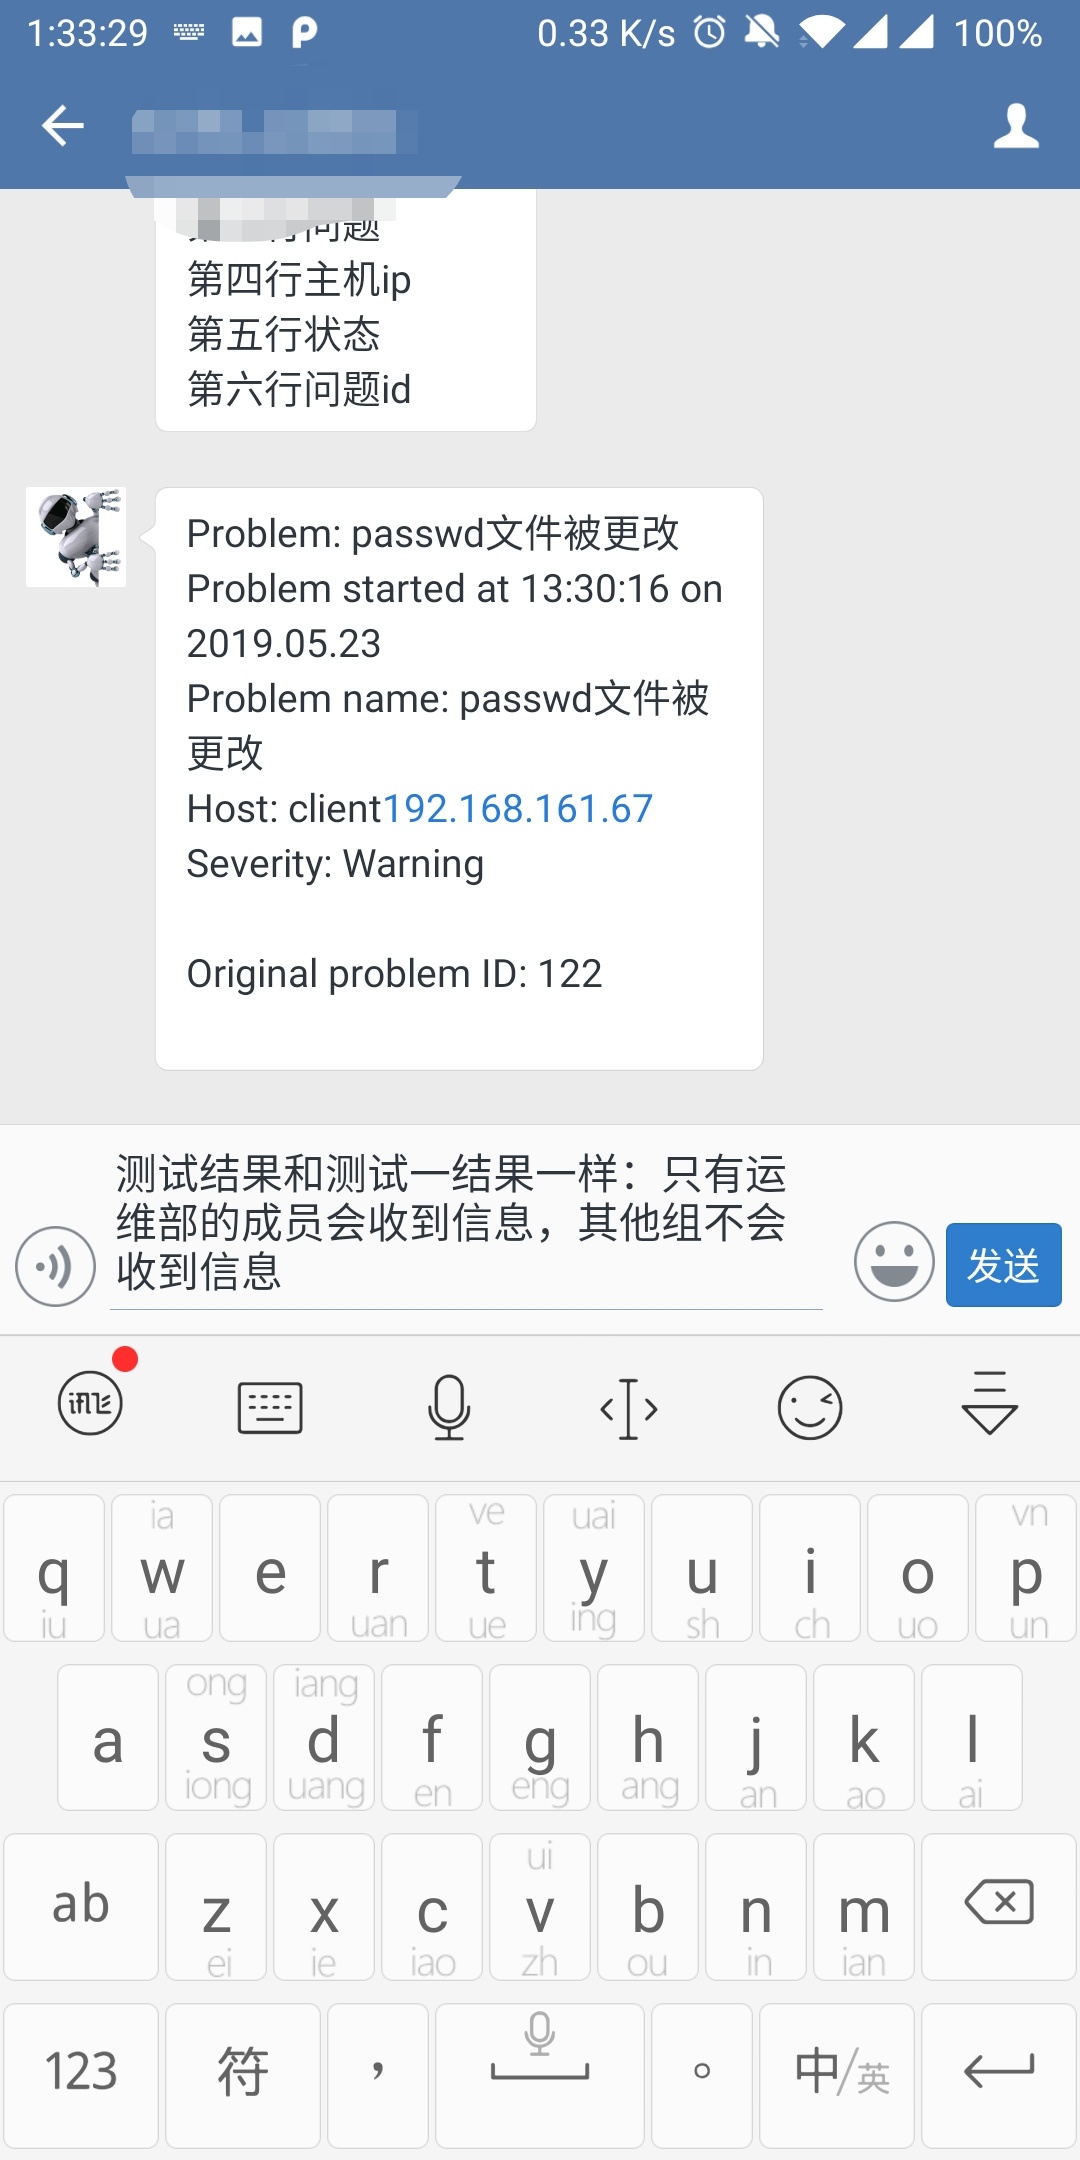 1:33:29 0.33 K/s 100%
行问题
第四行主机ip
第五行状态
第六行问题id
Problem: passwd文件被更改
Problem started at 13:30:16 on
2019.05.23
Problem name: passwd文件被
更改
Host: client192.168.161.67
Severity: Warning
Original problem ID: 122
测试结果和测试一结果一样：只有运
维部的成员会收到信息，其他组不会
收到信息
发送
ia ve uai vn
q w e r t y u i o p
iu ua uan ue ing sh ch uo un
ong iang
a s d f g h j k l
iong uang en eng ang an ao ai
ui
ab z x c v b n m
ei ie iao zh ou in ian
123 符 ， 。 中/英